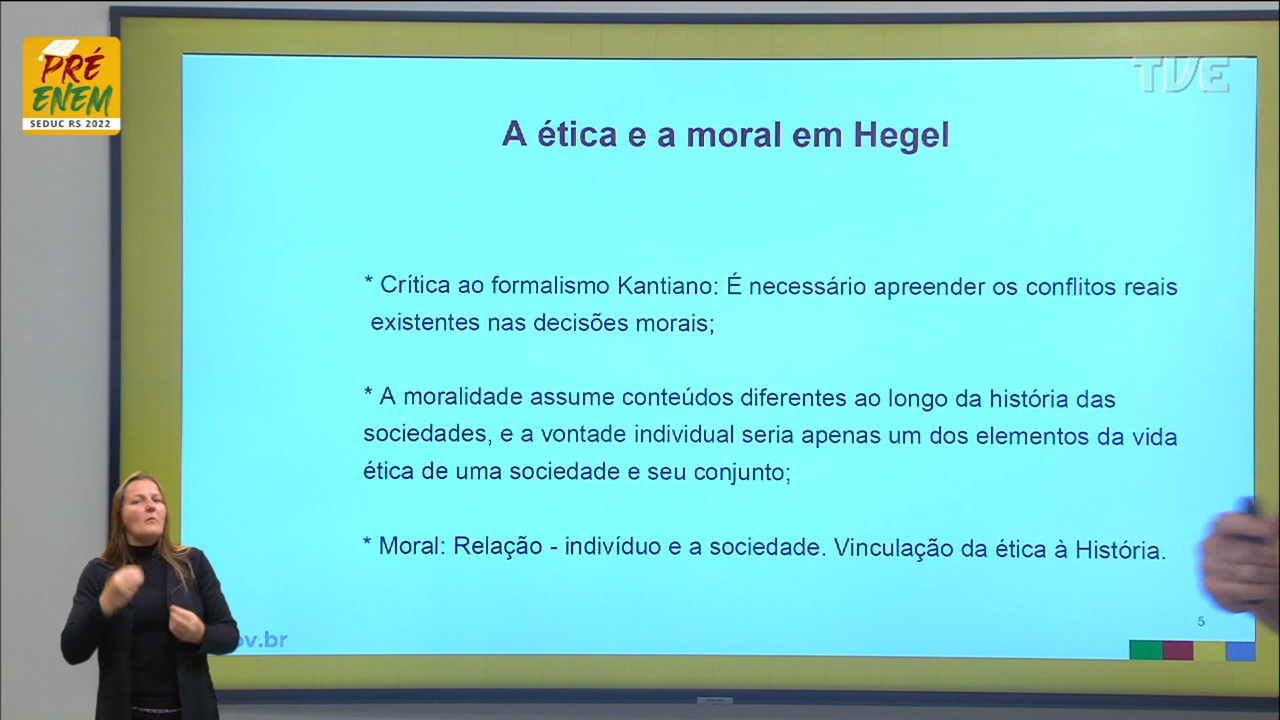 PRÉ
ENEM
SEDUC RS 2022
TVE
A ética e a moral em Hegel
* Crítica ao formalismo Kantiano: É necessário apreender os conflitos reais
existentes nas decisões morais;
* A moralidade assume conteúdos diferentes ao longo da história das
sociedades, e a vontade individual seria apenas um dos elementos da vida
ética de uma sociedade e seu conjunto;
* Moral: Relação - indivíduo e a sociedade. Vinculação da ética à História.
5
ov.br